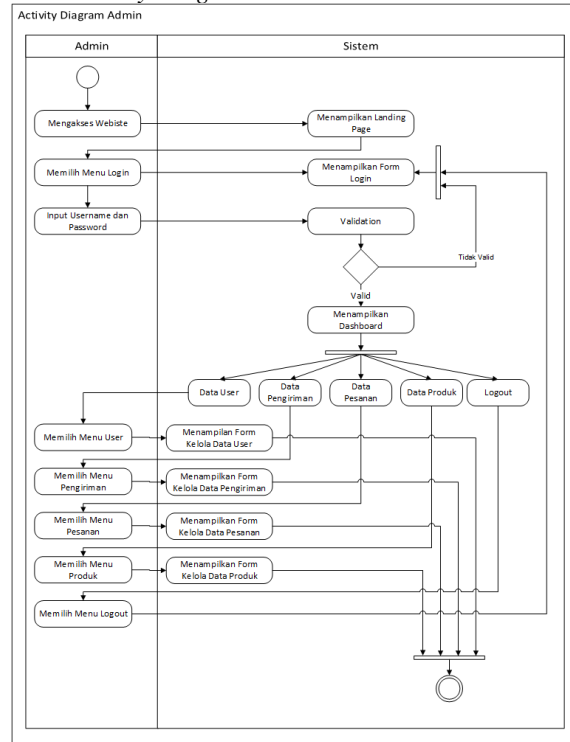 Activity Diagram Admin
Admin
Sistem
Mengakses Webiste
Menampilkan Landing
Page
Memilih Menu Login
Menampilkan Form
Login
Input Username dan
Password
Validation
Tidak Valid
Valid
Menampilkan
Dashboard
Data User
Data
Pengiriman
Data
Pesanan
Data Produk
Logout
Memilih Menu User
Menampilan Form
Kelola Data User
Memilih Menu
Pengiriman
Menampilkan Form
Kelola Data Pengiriman
Memilih Menu
Pesanan
Menampilkan Form
Kelola Data Pesanan
Memilih Menu
Produk
Menampilkan Form
Kelola Data Produk
Memilih Menu Logout